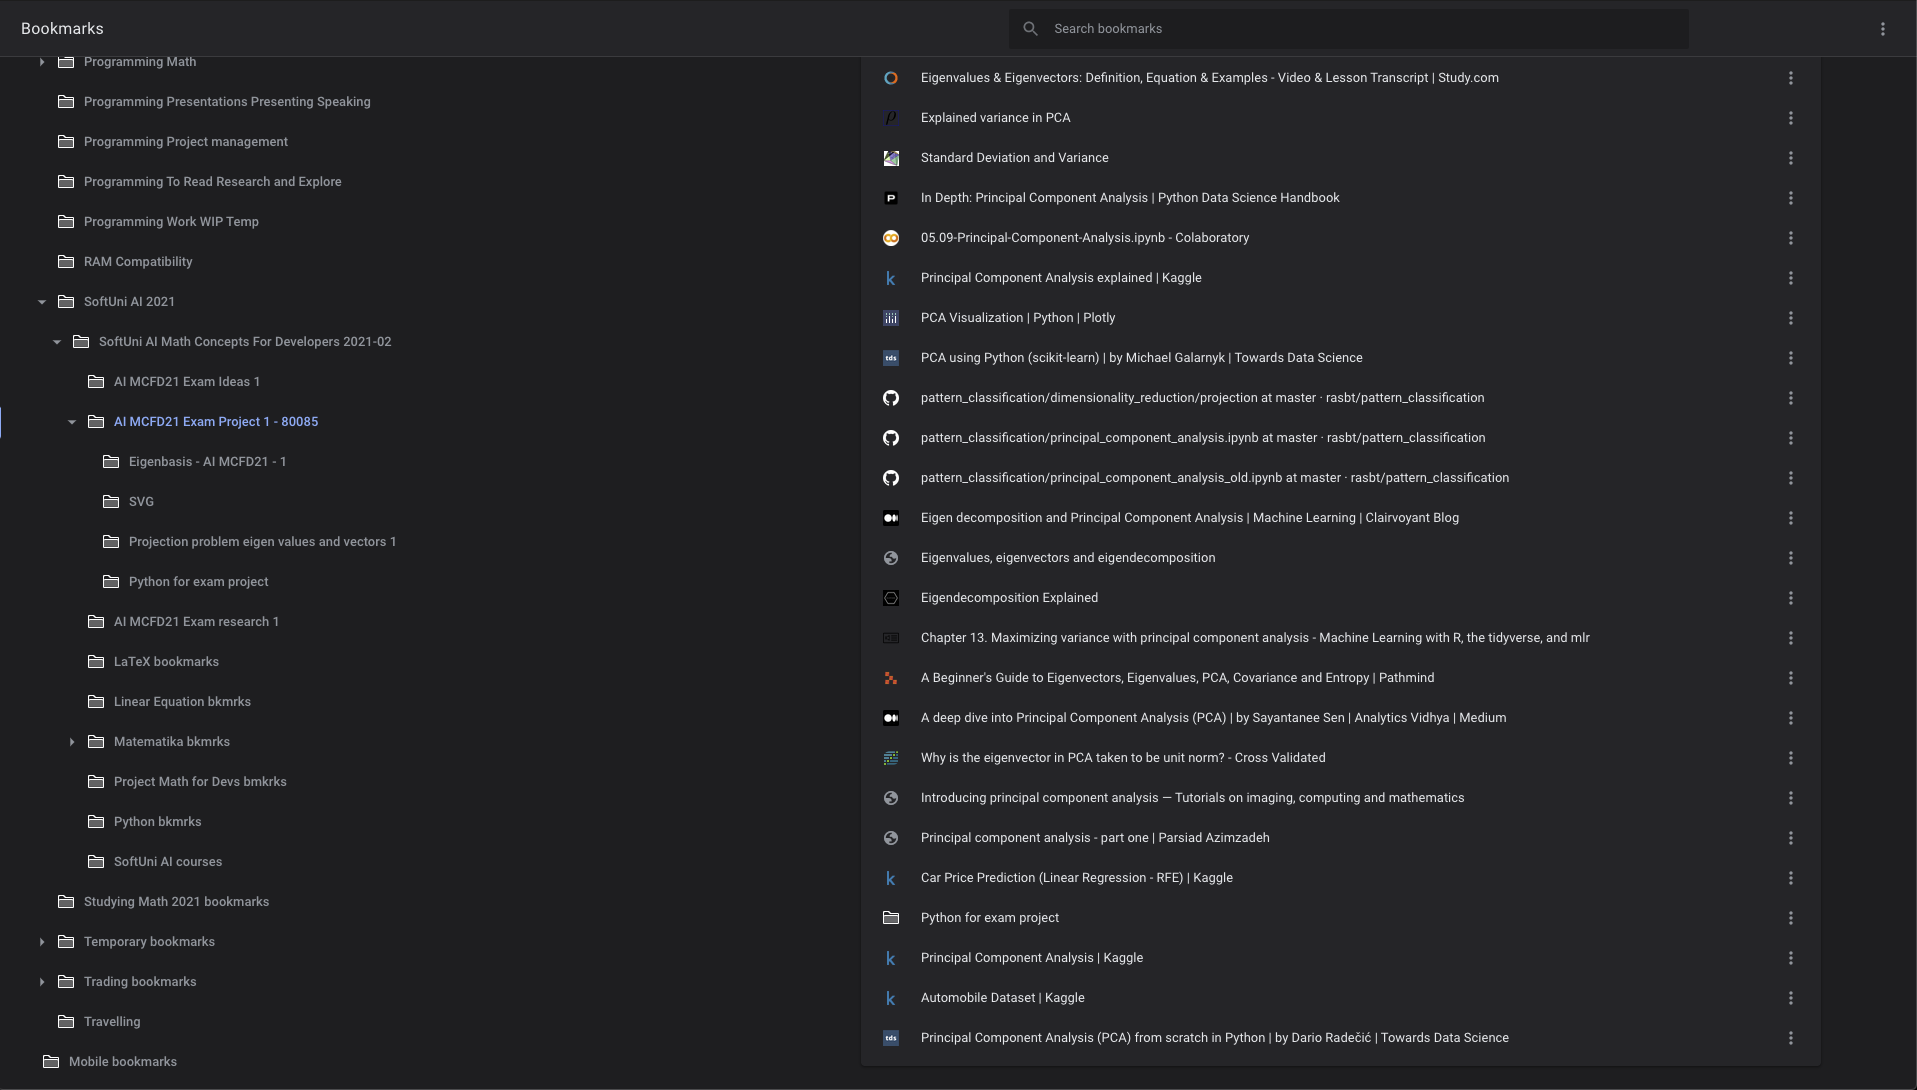 Bookmarks
Search bookmarks
Programming Math
Programming Presentations Presenting Speaking
Programming Project management
Programming To Read Research and Explore
Programming Work WIP Temp
RAM Compatibility
SoftUni AI 2021
SoftUni AI Math Concepts For Developers 2021-02
AI MCFD21 Exam Ideas 1
AI MCFD21 Exam Project 1 - 80085
Eigenbasis - AI MCFD21 - 1
SVG
Projection problem eigen values and vectors 1
Python for exam project
AI MCFD21 Exam research 1
LaTeX bookmarks
Linear Equation bkmrks
Matematika bkmrks
Project Math for Devs bmkrks
Python bkmrks
SoftUni AI courses
Studying Math 2021 bookmarks
Temporary bookmarks
Trading bookmarks
Travelling
Mobile bookmarks
Eigenvalues & Eigenvectors: Definition, Equation & Examples - Video & Lesson Transcript | Study.com
Explained variance in PCA
Standard Deviation and Variance
In Depth: Principal Component Analysis | Python Data Science Handbook
05.09-Principal-Component-Analysis.ipynb - Colaboratory
Principal Component Analysis explained | Kaggle
PCA Visualization | Python | Plotly
PCA using Python (scikit-learn) | by Michael Galarnyk | Towards Data Science
pattern_classification/dimensionality_reduction/projection at master · rasbt/pattern_classification
pattern_classification/principal_component_analysis.ipynb at master · rasbt/pattern_classification
pattern_classification/principal_component_analysis_old.ipynb at master · rasbt/pattern_classification
Eigen decomposition and Principal Component Analysis | Machine Learning | Clairvoyant Blog
Eigenvalues, eigenvectors and eigendecomposition
Eigendecomposition Explained
Chapter 13. Maximizing variance with principal component analysis - Machine Learning with R, the tidyverse, and mlr
A Beginner's Guide to Eigenvectors, Eigenvalues, PCA, Covariance and Entropy | Pathmind
A deep dive into Principal Component Analysis (PCA) | by Sayantanee Sen | Analytics Vidhya | Medium
Why is the eigenvector in PCA taken to be unit norm? - Cross Validated
Introducing principal component analysis — Tutorials on imaging, computing and mathematics
Principal component analysis - part one | Parsiad Azimzadeh
Car Price Prediction (Linear Regression - RFE) | Kaggle
Python for exam project
Principal Component Analysis | Kaggle
Automobile Dataset | Kaggle
Principal Component Analysis (PCA) from scratch in Python | by Dario Radečić | Towards Data Science